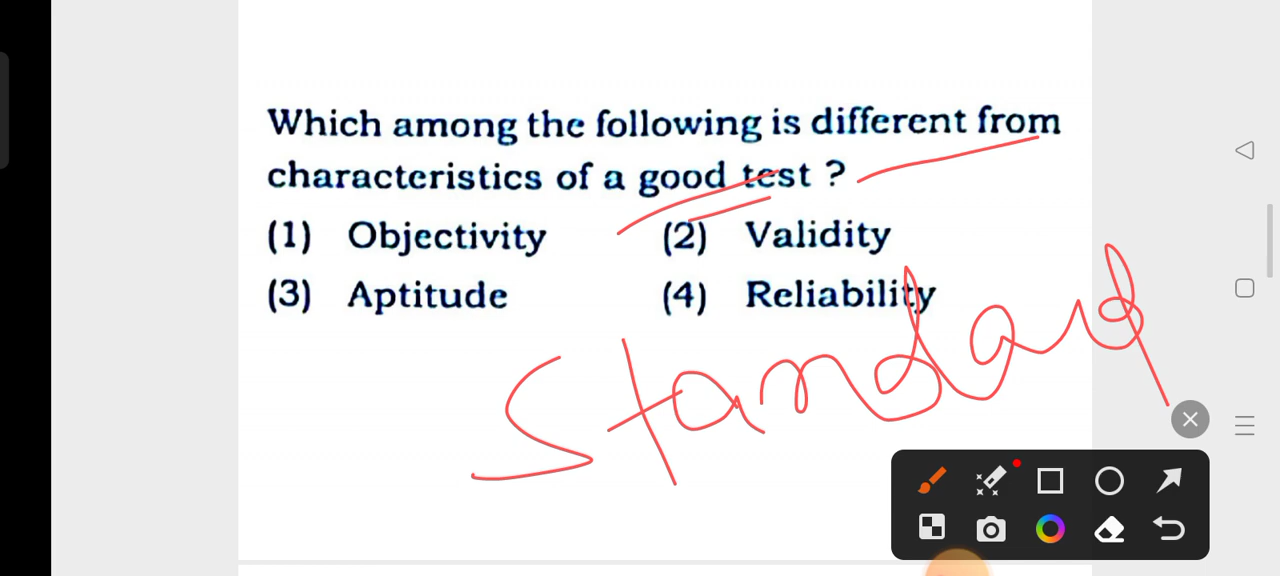 Which among the following is different from
characteristics of a good test ?
(1) Objectivity (2) Validity
(3) Aptitude (4) Reliability
Standard